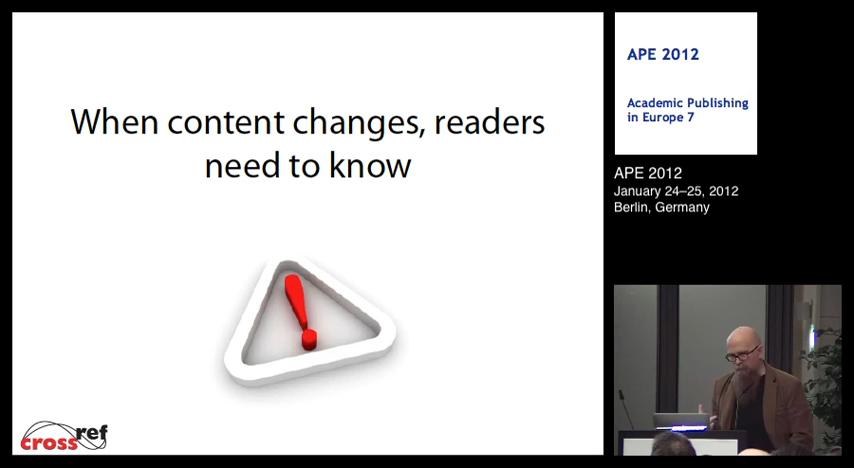 When content changes, readers
need to know
crossref
APE 2012
Academic Publishing
in Europe 7
APE 2012
January 24–25, 2012
Berlin, Germany